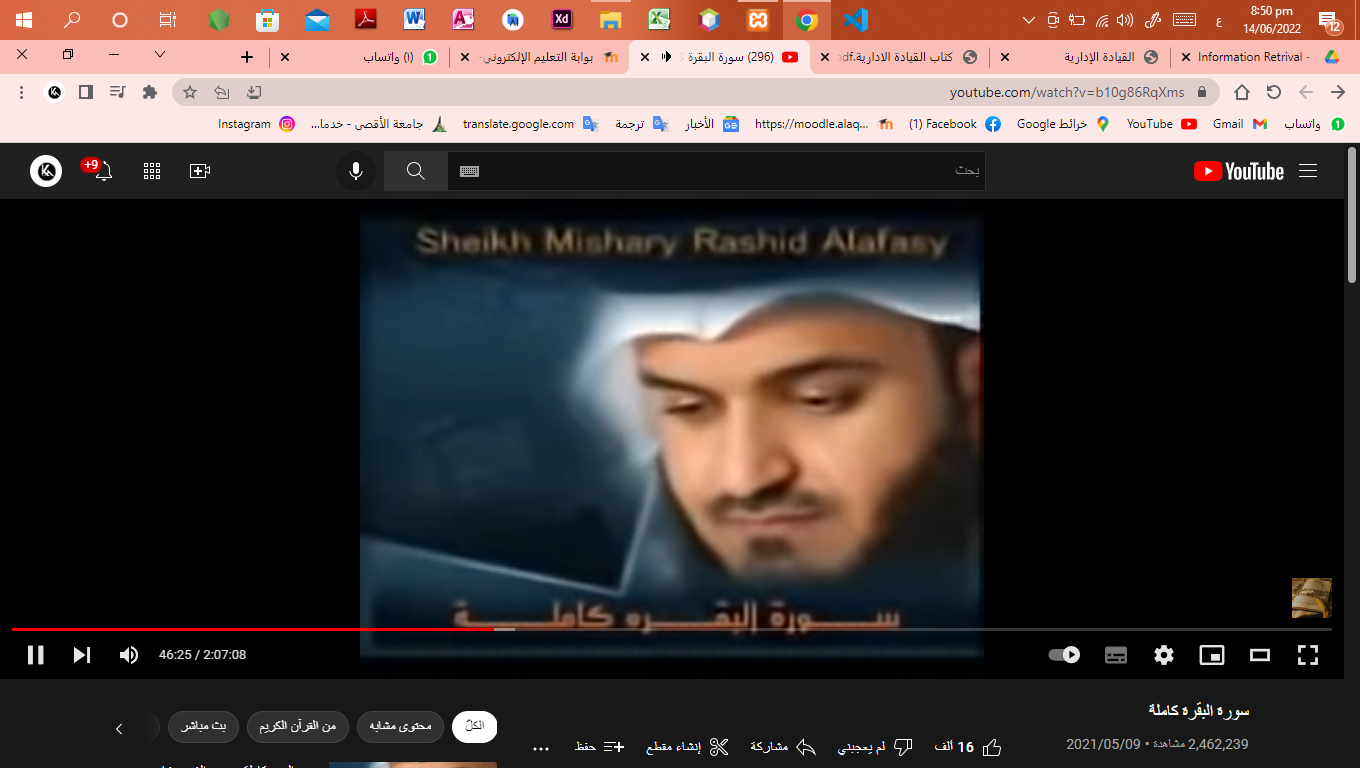 8:50 pm
ع
14/06/2022
12
Information Retrival -
القيادة الإدارية
كتاب القيادة الادارية.pdf
(296) سورة البقرة ك
بوابة التعليم الإلكتروني-
(١) واتساب
youtube.com/watch?v=b10g86RqXms
واتساب
Gmail
YouTube
خرائط Google
(1) Facebook
https://moodle.alaq...
الأخبار
ترجمة
translate.google.com
جامعة الأقصى - خدما...
Instagram
YouTube
بحث
9+
Sheikh Mishary Rashid Alafasy
ســورة البقـــره كاملـــة
46:25 / 2:07:08
سورة البقرة كاملة
2,462,239 مشاهدة • 2021/05/09
16 ألف
لم يعجبني
مشاركة
إنشاء مقطع
حفظ
الكلّ
محتوى مشابه
من القرآن الكريم
بث مباشر